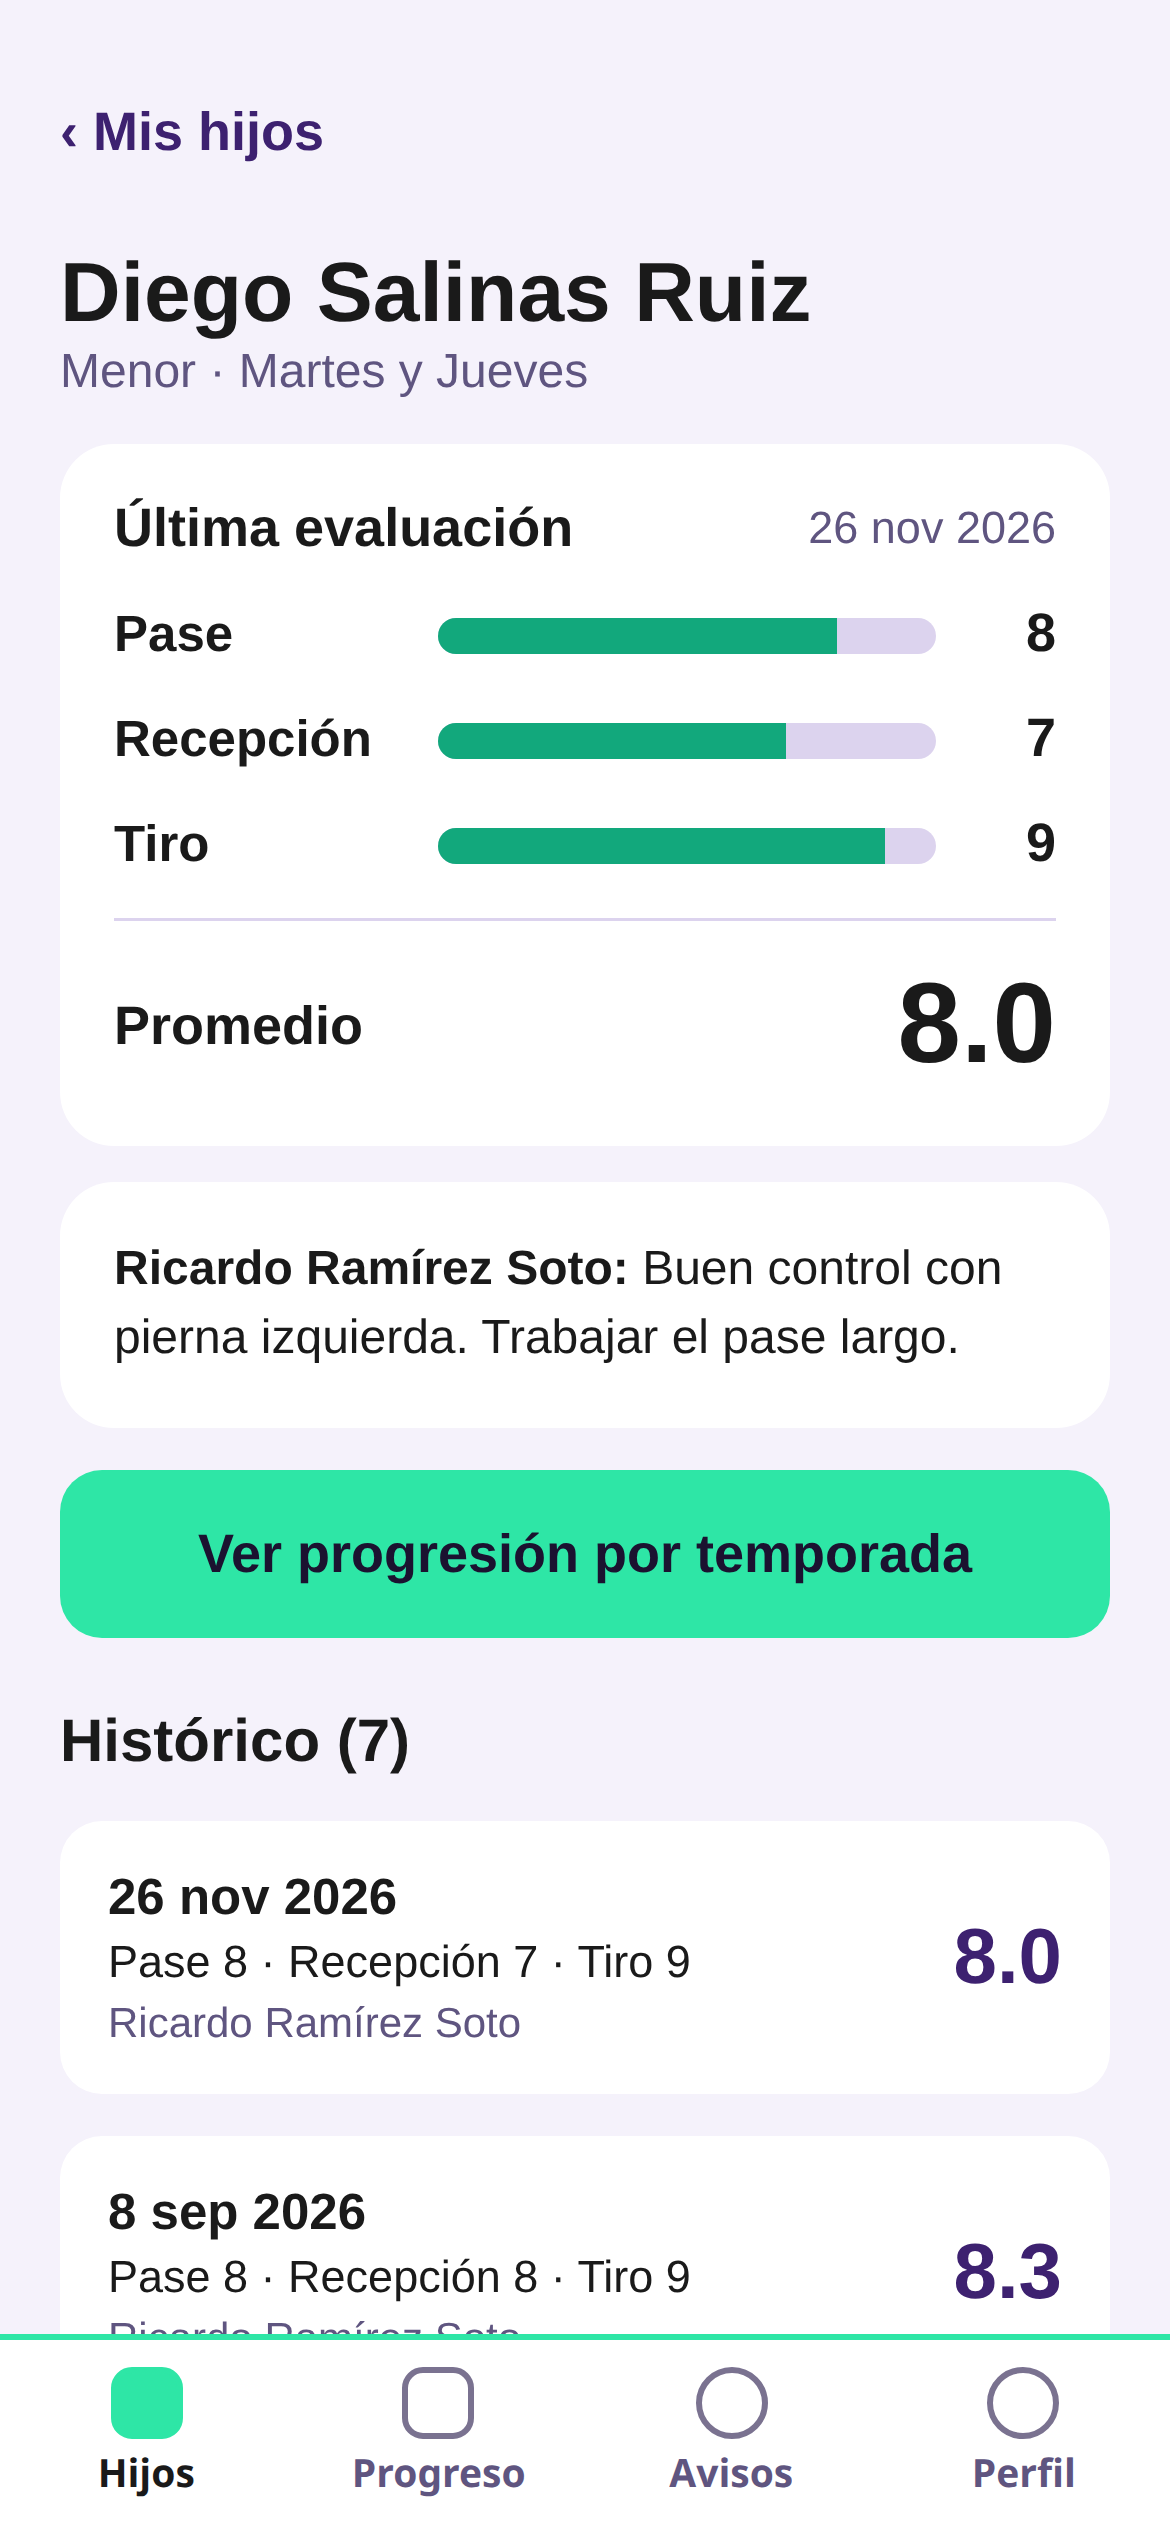 ‹ Mis hijos
Diego Salinas Ruiz
Menor · Martes y Jueves
Última evaluación 26 nov 2026
Pase 8
Recepción 7
Tiro 9
Promedio 8.0
Ricardo Ramírez Soto: Buen control con
pierna izquierda. Trabajar el pase largo.
Ver progresión por temporada
Histórico (7)
26 nov 2026
Pase 8 · Recepción 7 · Tiro 9
8.0
Ricardo Ramírez Soto
8 sep 2026
Pase 8 · Recepción 8 · Tiro 9
8.3
Ricardo Ramírez Soto
Hijos Progreso Avisos Perfil